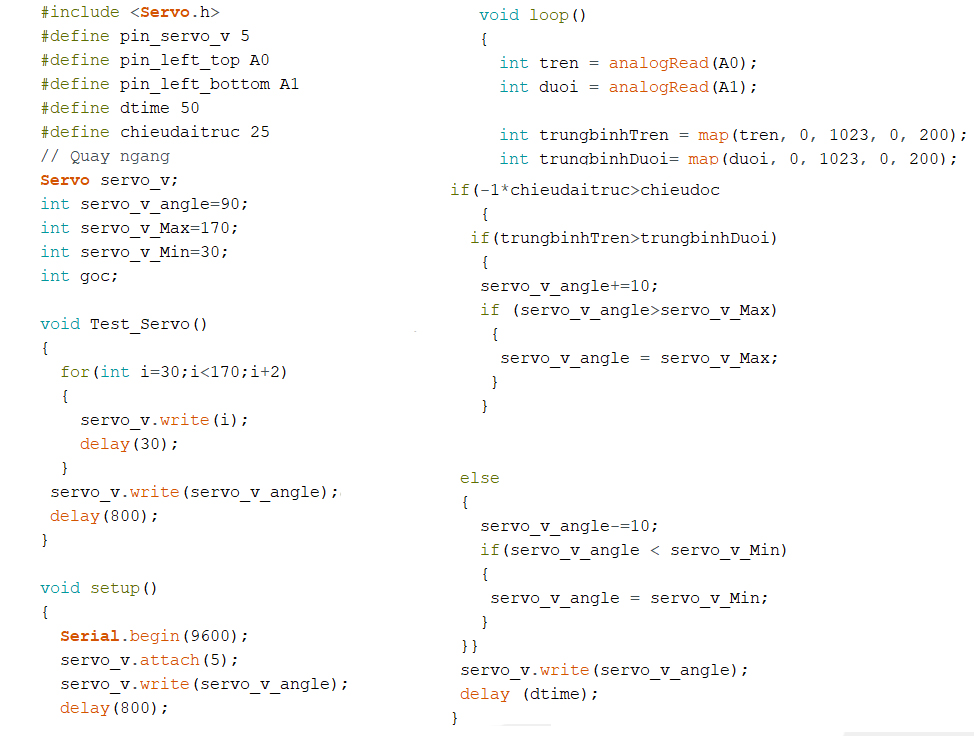 #include <Servo.h>
#define pin_servo_v 5
#define pin_left_top A0
#define pin_left_bottom A1
#define dtime 50
#define chieudaitruc 25
// Quay ngang
Servo servo_v;
int servo_v_angle=90;
int servo_v_Max=170;
int servo_v_Min=30;
int goc;

void Test_Servo()
{
  for(int i=30;i<170;i+2)
  {
    servo_v.write(i);
    delay(30);
  }
 servo_v.write(servo_v_angle);
 delay(800);
}

void setup()
{
  Serial.begin(9600);
  servo_v.attach(5);
  servo_v.write(servo_v_angle);
  delay(800);
void loop()
{
  int tren = analogRead(A0);
  int duoi = analogRead(A1);

  int trungbinhTren = map(tren, 0, 1023, 0, 200);
  int trungbinhDuoi= map(duoi, 0, 1023, 0, 200);
if(-1*chieudaitruc>chieudoc
   {
  if(trungbinhTren>trungbinhDuoi)
   {
   servo_v_angle+=10;
   if (servo_v_angle>servo_v_Max)
    {
     servo_v_angle = servo_v_Max;
    }
   }

 else
 {
   servo_v_angle-=10;
   if(servo_v_angle < servo_v_Min)
   {
    servo_v_angle = servo_v_Min;
   }
 }}
 servo_v.write(servo_v_angle);
 delay (dtime);
}